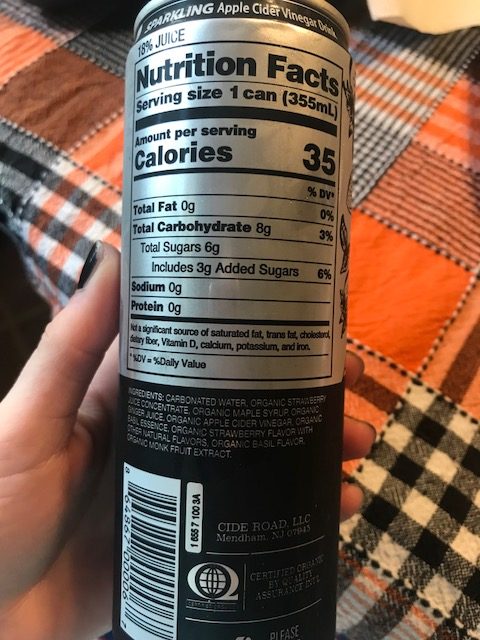 SPARKLING Apple Cider Vinegar Drink
18% JUICE
Nutrition Facts
Serving size 1 can (355mL)
Amount per serving
Calories 35
% DV*
Total Fat 0g 0%
Total Carbohydrate 8g 3%
Total Sugars 6g
Includes 3g Added Sugars 6%
Sodium 0g
Protein 0g
Not a significant source of saturated fat, trans fat, cholesterol,
dietary fiber, Vitamin D, calcium, potassium, and iron.
* %DV = %Daily Value
INGREDIENTS: CARBONATED WATER, ORGANIC STRAWBERRY
JUICE CONCENTRATE, ORGANIC MAPLE SYRUP, ORGANIC
GINGER JUICE, ORGANIC APPLE CIDER VINEGAR, ORGANIC
BASIL ESSENCE, ORGANIC STRAWBERRY FLAVOR WITH
OTHER NATURAL FLAVORS, ORGANIC BASIL FLAVOR,
ORGANIC MONK FRUIT EXTRACT.
1 655 7 100 3A
CIDE ROAD, LLC
Mendham, NJ 07945
CERTIFIED ORGANIC
BY QUALITY
ASSURANCE INT'L
PLEASE